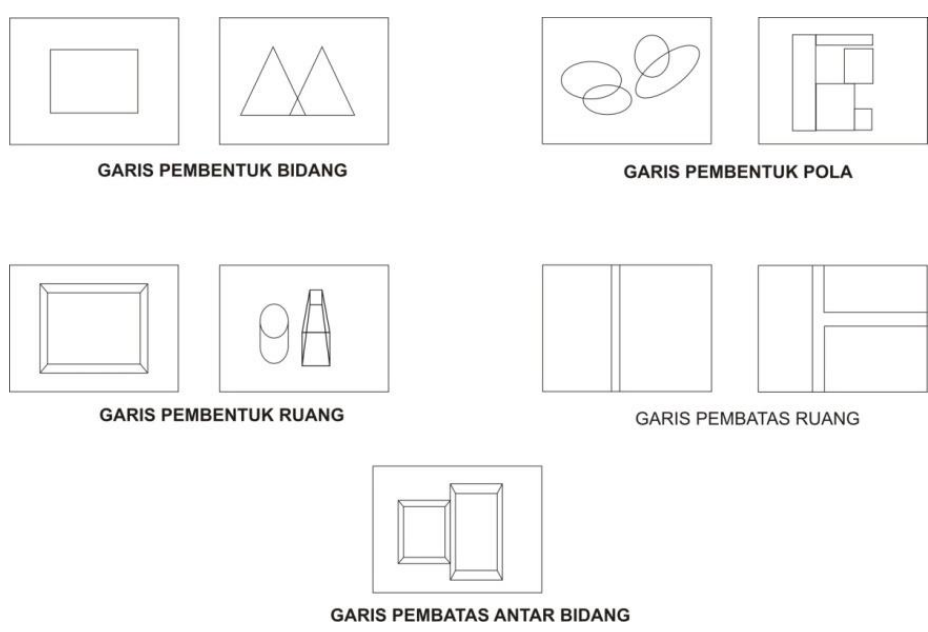 GARIS PEMBENTUK BIDANG
GARIS PEMBENTUK POLA
GARIS PEMBENTUK RUANG
GARIS PEMBATAS RUANG
GARIS PEMBATAS ANTAR BIDANG